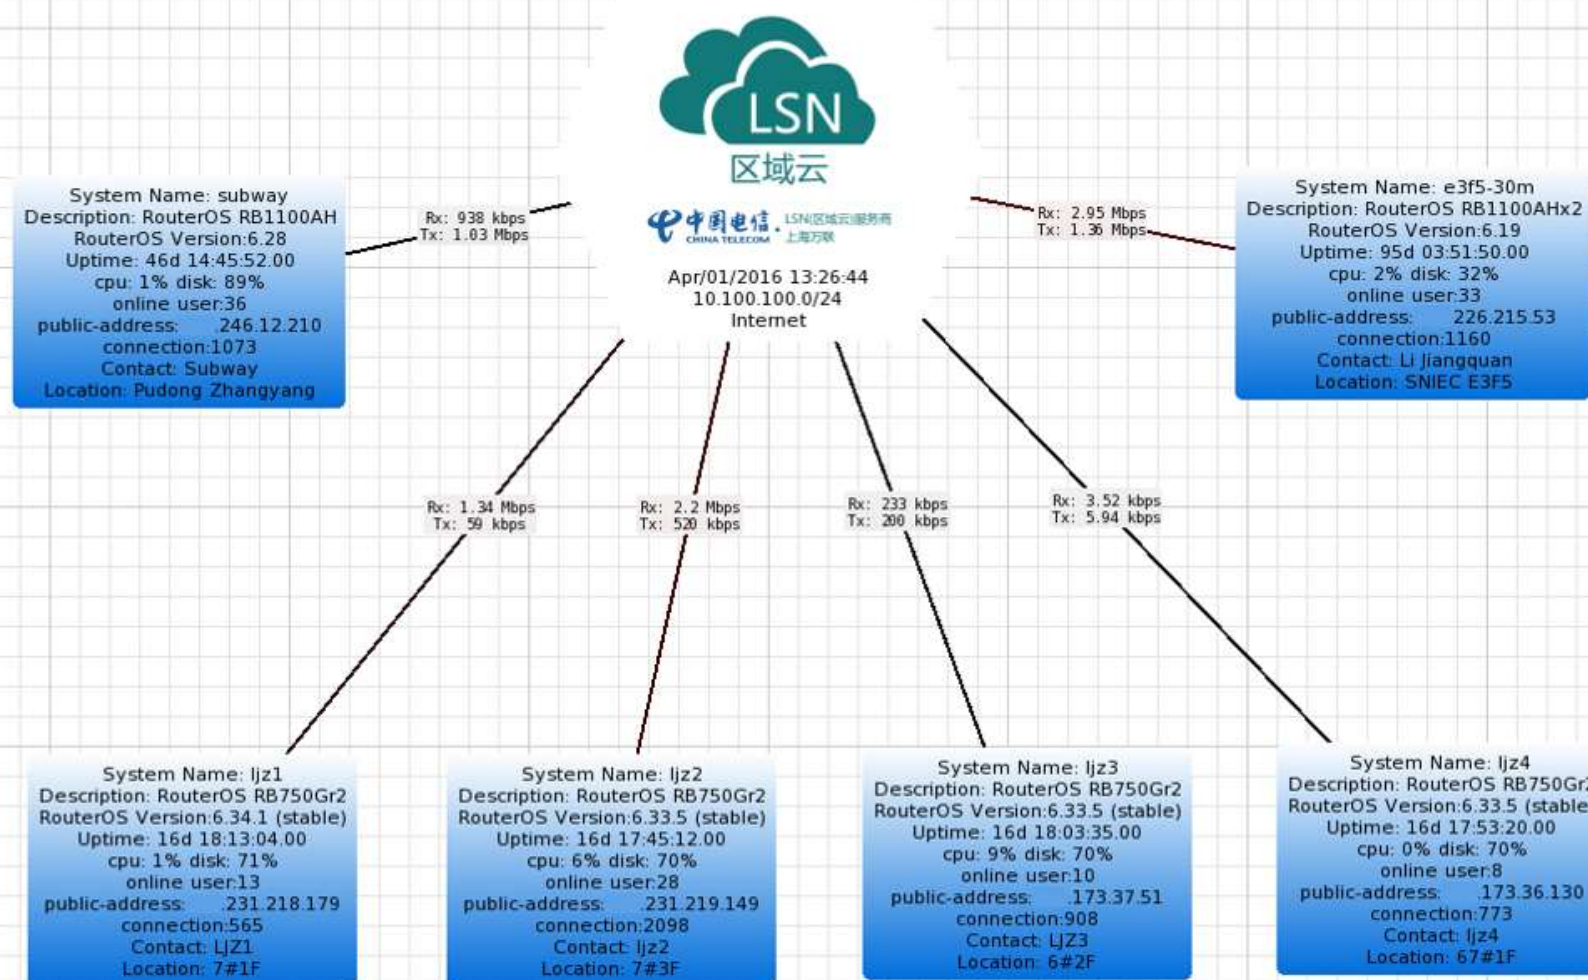 LSN
区域云
中国电信.
CHINA TELECOM
LSN(区域云)服务商
上海万联
Apr/01/2016 13:26:44
10.100.100.0/24
Internet
System Name: subway
Description: RouterOS RB1100AH
RouterOS Version:6.28
Uptime: 46d 14:45:52.00
cpu: 1% disk: 89%
online user:36
public-address: .246.12.210
connection:1073
Contact: Subway
Location: Pudong Zhangyang
Rx: 938 kbps
Tx: 1.03 Mbps
Rx: 2.95 Mbps
Tx: 1.36 Mbps
System Name: e3f5-30m
Description: RouterOS RB1100AHx2
RouterOS Version:6.19
Uptime: 95d 03:51:50.00
cpu: 2% disk: 32%
online user:33
public-address: 226.215.53
connection:1160
Contact: Li Jiangquan
Location: SNIEC E3F5
Rx: 1.34 Mbps
Tx: 59 kbps
Rx: 2.2 Mbps
Tx: 520 kbps
Rx: 233 kbps
Tx: 200 kbps
Rx: 3.52 kbps
Tx: 5.94 kbps
System Name: ljz1
Description: RouterOS RB750Gr2
RouterOS Version:6.34.1 (stable)
Uptime: 16d 18:13:04.00
cpu: 1% disk: 71%
online user:13
public-address: .231.218.179
connection:565
Contact: LJZ1
Location: 7#1F
System Name: ljz2
Description: RouterOS RB750Gr2
RouterOS Version:6.33.5 (stable)
Uptime: 16d 17:45:12.00
cpu: 6% disk: 70%
online user:28
public-address: .231.219.149
connection:2098
Contact: ljz2
Location: 7#3F
System Name: ljz3
Description: RouterOS RB750Gr2
RouterOS Version:6.33.5 (stable)
Uptime: 16d 18:03:35.00
cpu: 9% disk: 70%
online user:10
public-address: .173.37.51
connection:908
Contact: LJZ3
Location: 6#2F
System Name: ljz4
Description: RouterOS RB750Gr2
RouterOS Version:6.33.5 (stable
Uptime: 16d 17:53:20.00
cpu: 0% disk: 70%
online user:8
public-address: .173.36.130
connection:773
Contact: ljz4
Location: 67#1F